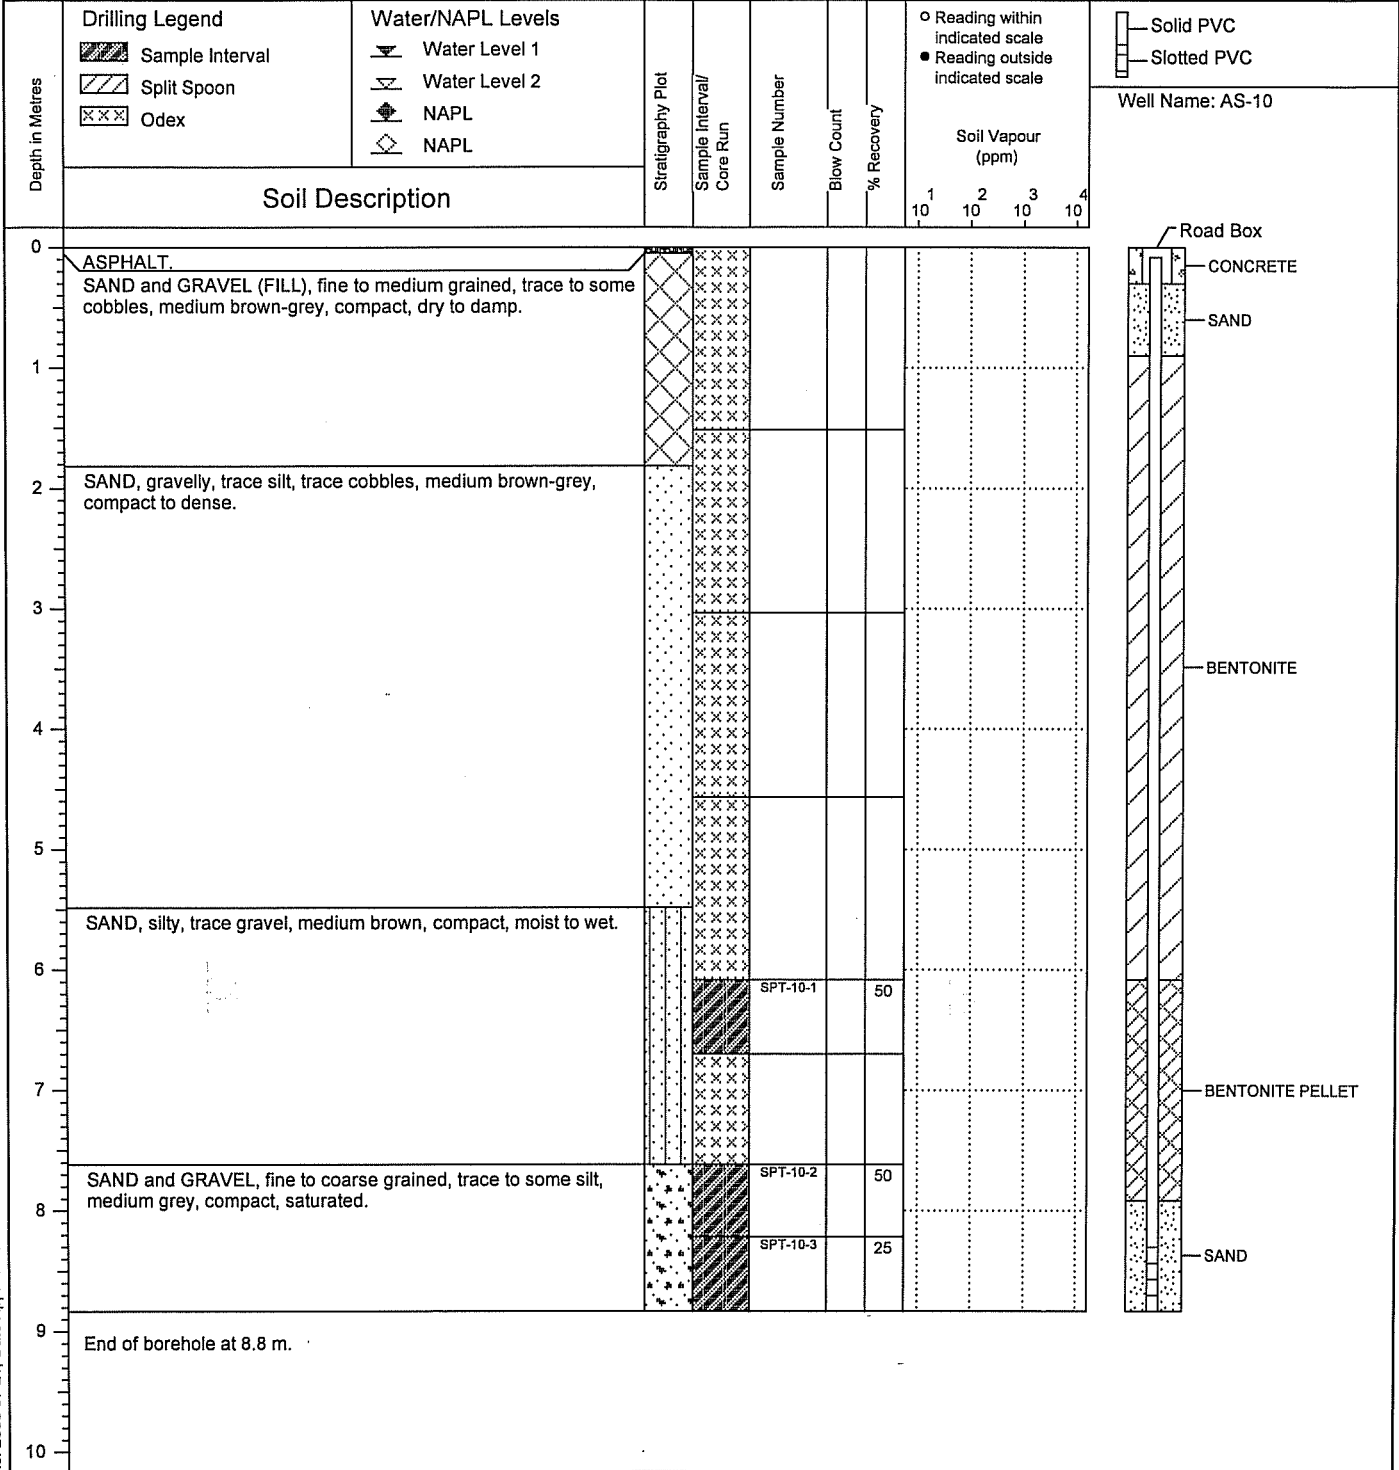 Drilling Legend
Sample Interval
Split Spoon
Odex
Water/NAPL Levels
Water Level 1
Water Level 2
NAPL
NAPL
Depth in Metres
Soil Description
Stratigraphy Plot
Sample Interval/
Core Run
Sample Number
Blow Count
% Recovery
Reading within
indicated scale
Reading outside
indicated scale
Soil Vapour
(ppm)
10^1 10^2 10^3 10^4
Solid PVC
Slotted PVC
Well Name: AS-10
Road Box
0
ASPHALT.
CONCRETE
SAND and GRAVEL (FILL), fine to medium grained, trace to some
cobbles, medium brown-grey, compact, dry to damp.
SAND
1
SAND, gravelly, trace silt, trace cobbles, medium brown-grey,
compact to dense.
2
3
BENTONITE
4
5
SAND, silty, trace gravel, medium brown, compact, moist to wet.
6
SPT-10-1 50
7
BENTONITE PELLET
SAND and GRAVEL, fine to coarse grained, trace to some silt,
medium grey, compact, saturated.
SPT-10-2 50
8
SPT-10-3 25
SAND
9
End of borehole at 8.8 m.
10